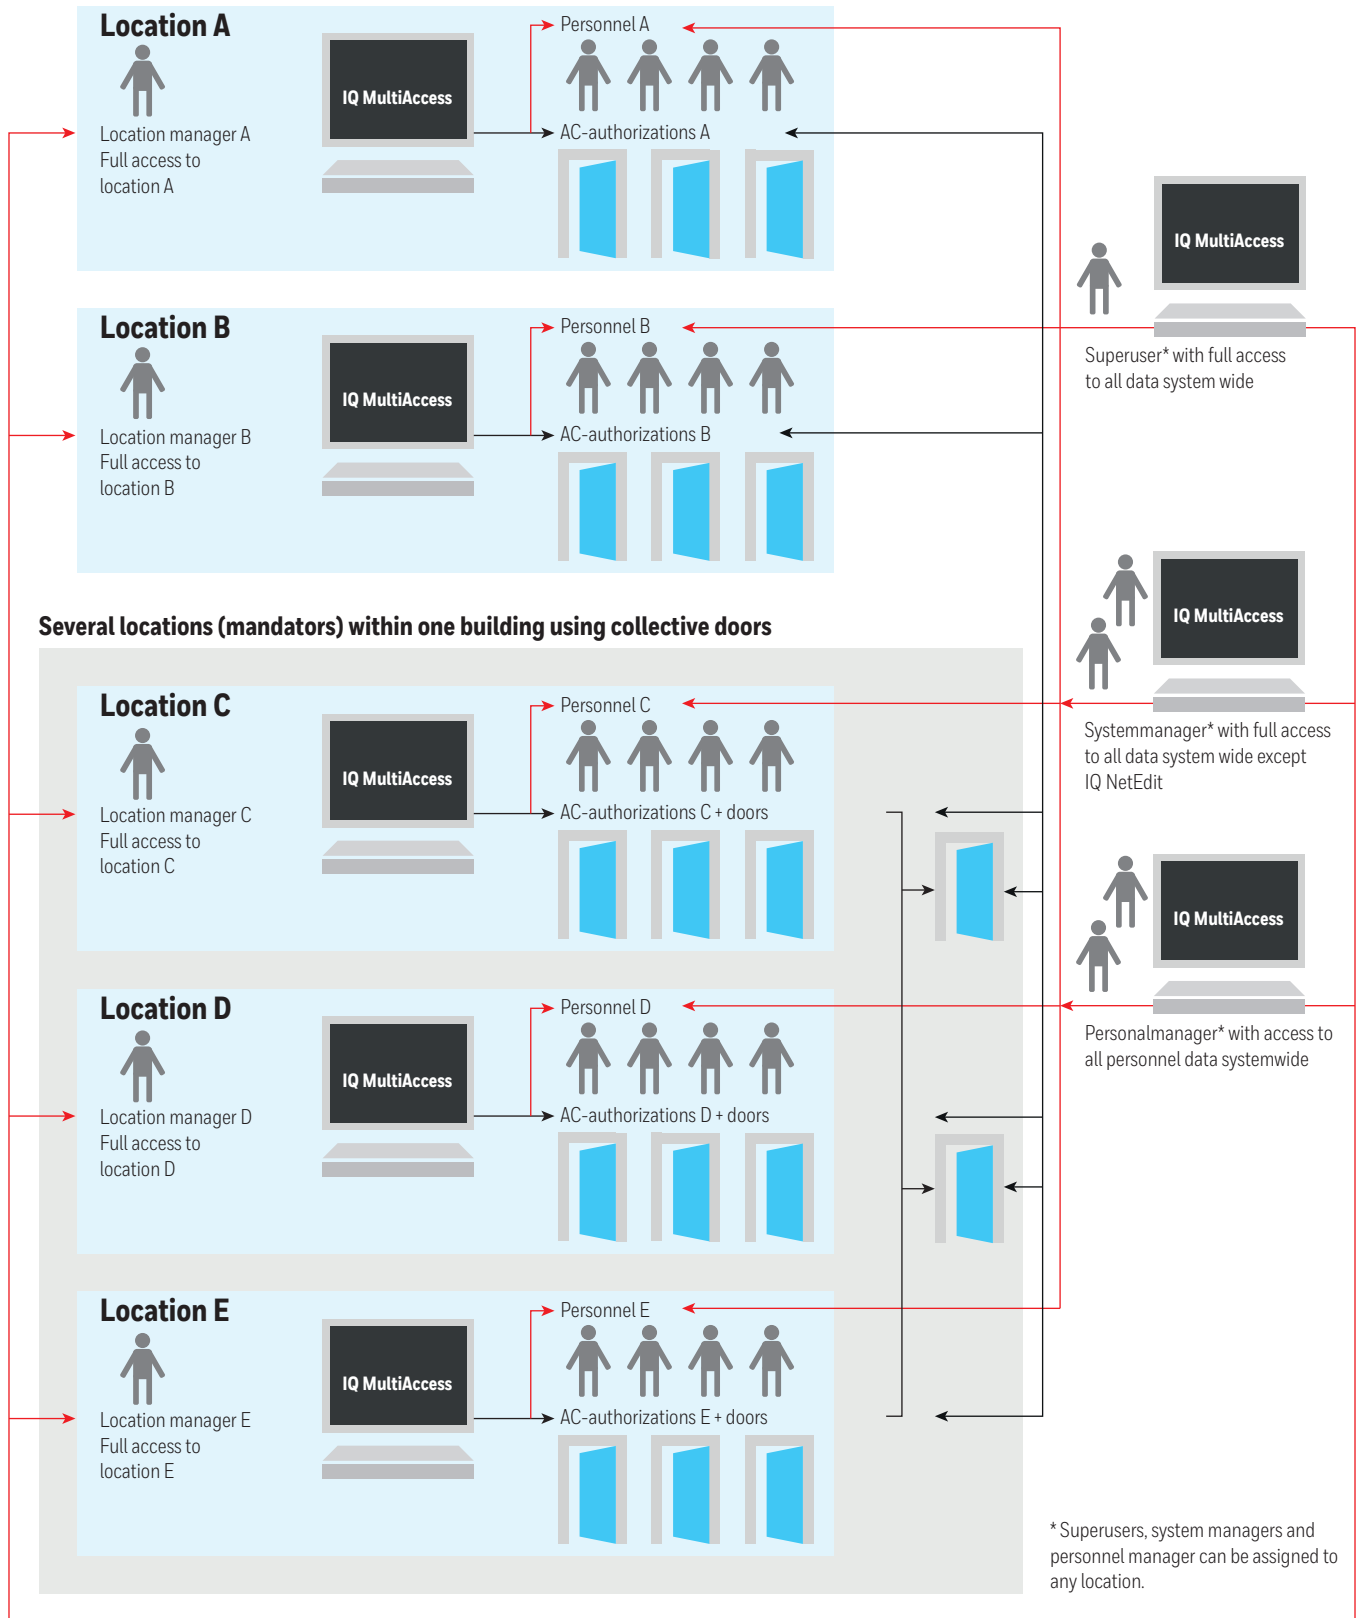 Location A
Location manager A
Full access to
location A
IQ MultiAccess
Personnel A
AC-authorizations A
Location B
Location manager B
Full access to
location B
IQ MultiAccess
Personnel B
AC-authorizations B
IQ MultiAccess
Superuser* with full access
to all data system wide
Several locations (mandators) within one building using collective doors
Location C
Location manager C
Full access to
location C
IQ MultiAccess
Personnel C
AC-authorizations C + doors
IQ MultiAccess
Systemmanager* with full access
to all data system wide except
IQ NetEdit
Location D
Location manager D
Full access to
location D
IQ MultiAccess
Personnel D
AC-authorizations D + doors
IQ MultiAccess
Personalmanager* with access to
all personnel data systemwide
Location E
Location manager E
Full access to
location E
IQ MultiAccess
Personnel E
AC-authorizations E + doors
* Superusers, system managers and
personnel manager can be assigned to
any location.